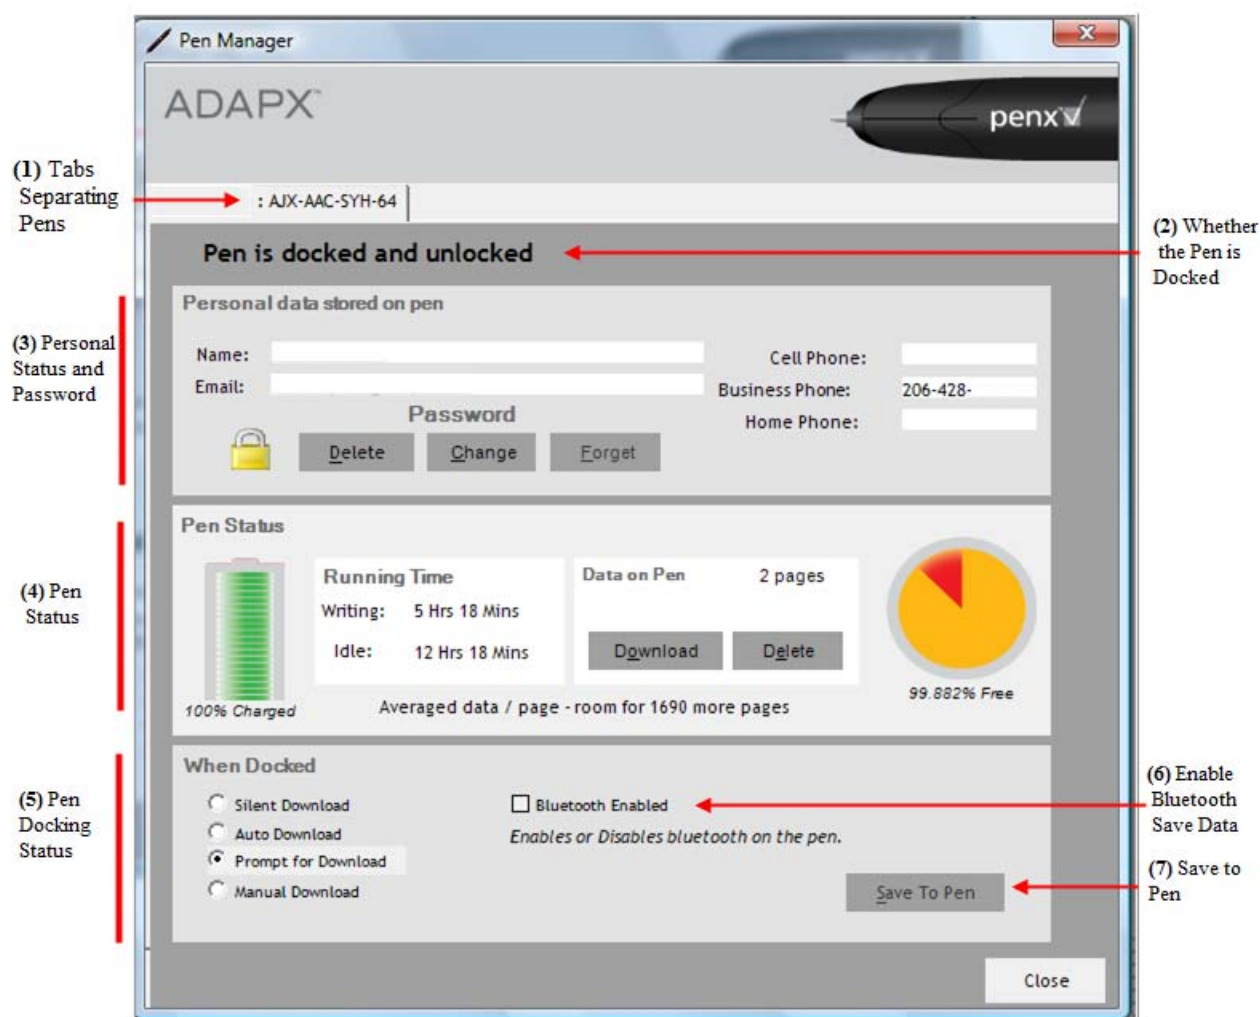 Pen Manager
ADAPX™
penx
(1) Tabs
Separating
Pens
: AJX-AAC-SYH-64
Pen is docked and unlocked
(2) Whether
the Pen is
Docked
(3) Personal
Status and
Password
Personal data stored on pen
Name:
Email:
Cell Phone:
Business Phone: 206-428-
Home Phone:
Password
Delete Change Forget
(4) Pen
Status
Pen Status
100% Charged
Running Time
Writing: 5 Hrs 18 Mins
Idle: 12 Hrs 18 Mins
Data on Pen 2 pages
Download Delete
99.882% Free
Averaged data / page - room for 1690 more pages
(5) Pen
Docking
Status
When Docked
Silent Download
Auto Download
Prompt for Download
Manual Download
Bluetooth Enabled
Enables or Disables bluetooth on the pen.
(6) Enable
Bluetooth
Save Data
Save To Pen
(7) Save to
Pen
Close